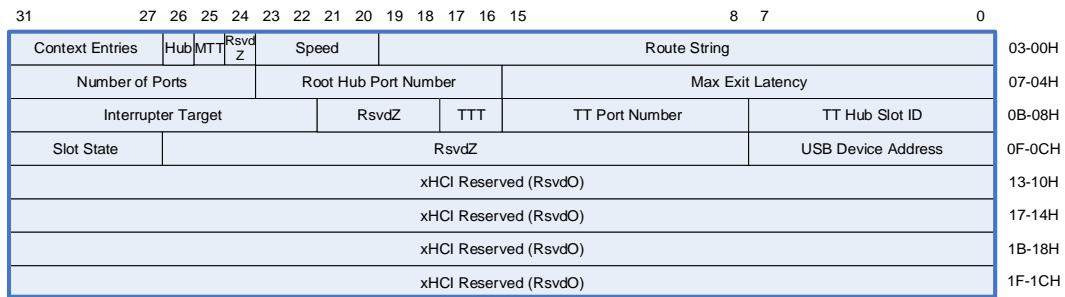 31 27 26 25 24 23 22 21 20 19 18 17 16 15 8 7 0
Context Entries Hub MTT Rsvd Z Speed Route String 03-00H
Number of Ports Root Hub Port Number Max Exit Latency 07-04H
Interrupter Target RsvdZ TTT TT Port Number TT Hub Slot ID 0B-08H
Slot State RsvdZ USB Device Address 0F-0CH
xHCI Reserved (RsvdO) 13-10H
xHCI Reserved (RsvdO) 17-14H
xHCI Reserved (RsvdO) 1B-18H
xHCI Reserved (RsvdO) 1F-1CH